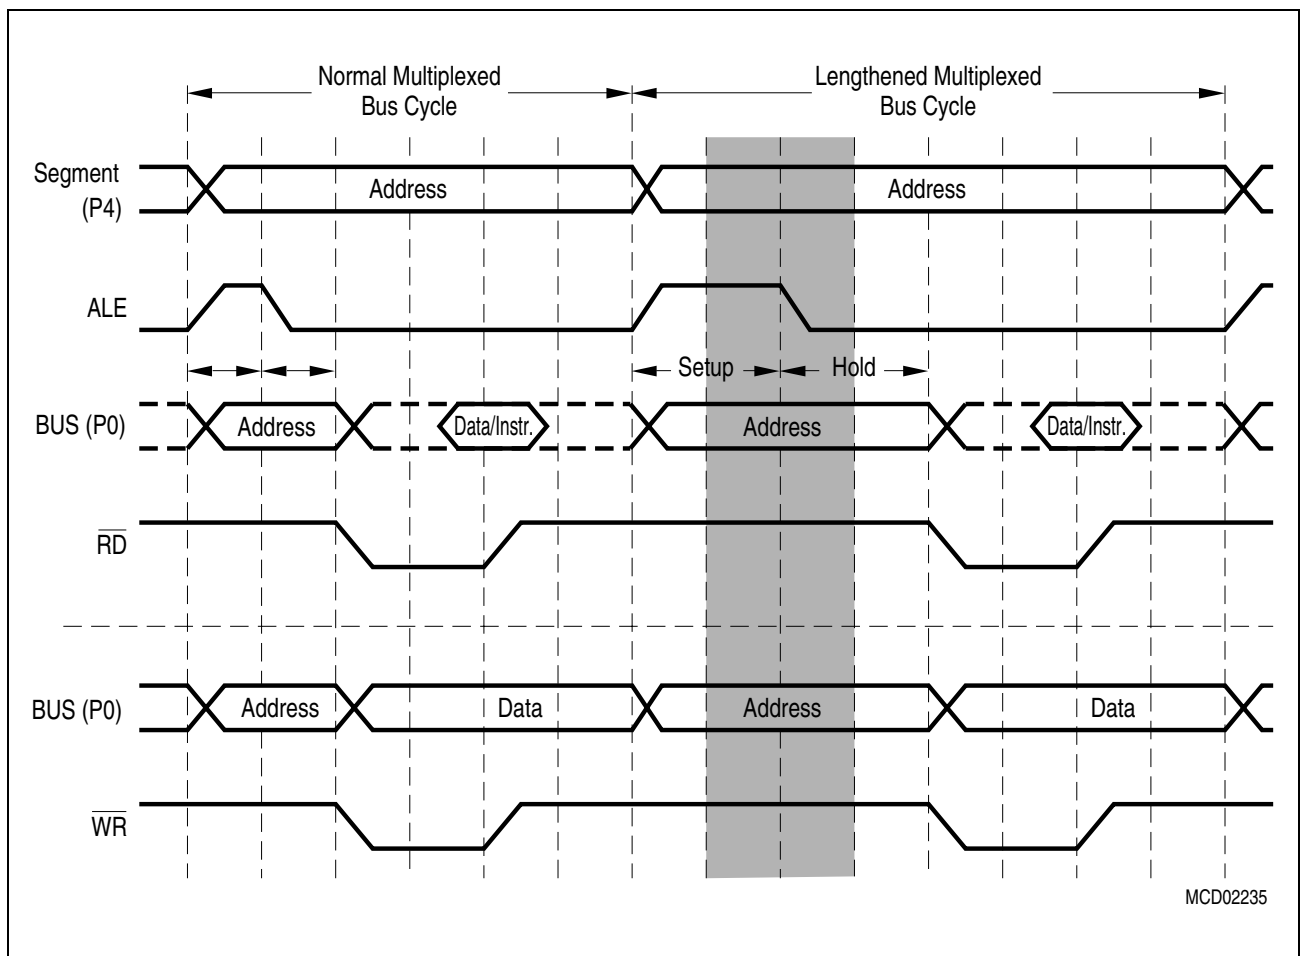 Normal Multiplexed
Bus Cycle
Lengthened Multiplexed
Bus Cycle
Segment
(P4)
Address
Address
ALE
Setup
Hold
BUS (P0)
Address
Data/Instr.
Address
Data/Instr.
RD
BUS (P0)
Address
Data
Address
Data
WR
MCD02235